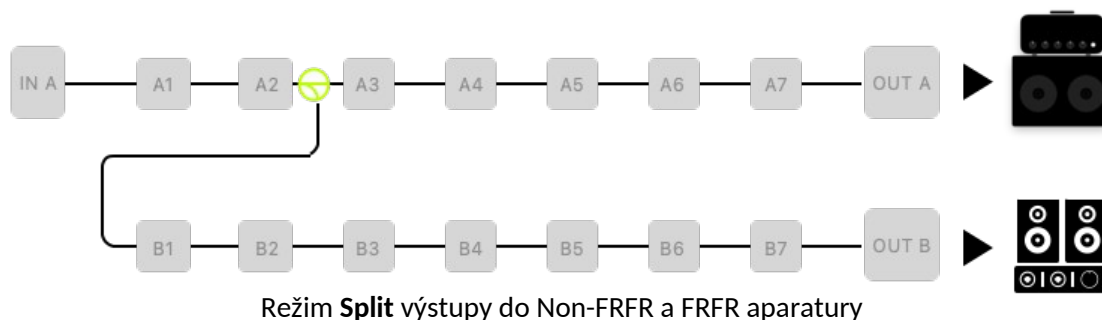 IN A A1 A2 A3 A4 A5 A6 A7 OUT A
B1 B2 B3 B4 B5 B6 B7 OUT B
Režim Split výstupy do Non-FRFR a FRFR aparatury